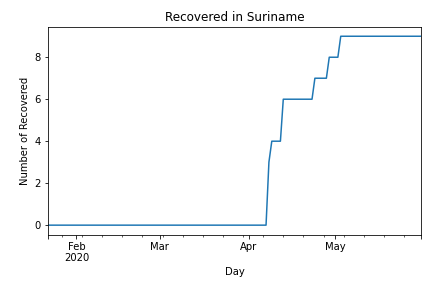 Recovered in Suriname
Number of Recovered
8
6
4
2
0
Feb
2020
Mar
Apr
May
Day